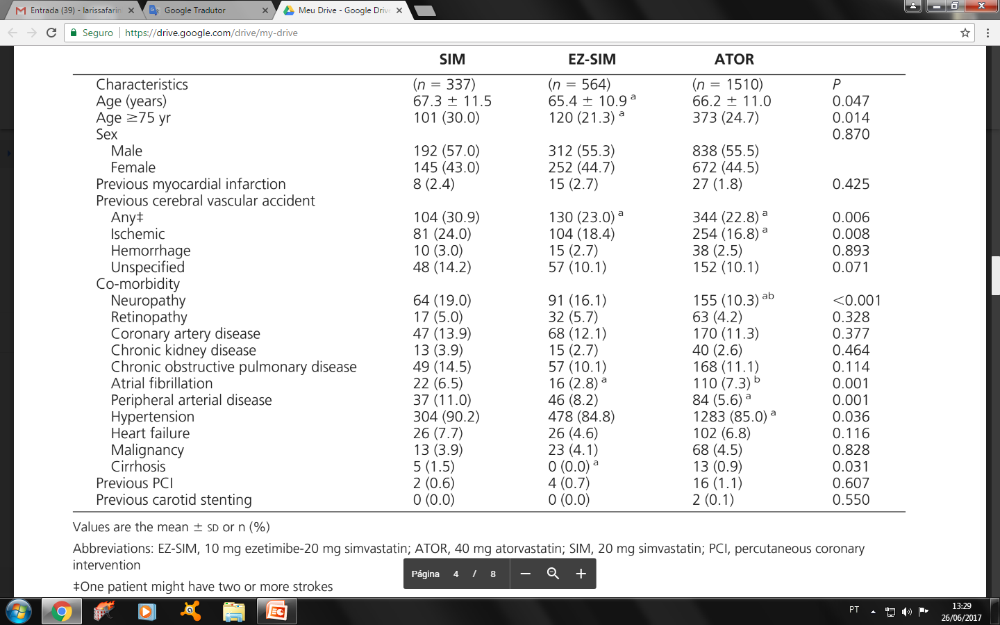 Entrada (39) - larissafarin
Google Tradutor
Meu Drive - Google Driv
Seguro https://drive.google.com/drive/my-drive
SIM EZ-SIM ATOR
Characteristics (n = 337) (n = 564) (n = 1510) P
Age (years) 67.3 ± 11.5 65.4 ± 10.9 a 66.2 ± 11.0 0.047
Age ≥75 yr 101 (30.0) 120 (21.3) a 373 (24.7) 0.014
Sex 0.870
Male 192 (57.0) 312 (55.3) 838 (55.5)
Female 145 (43.0) 252 (44.7) 672 (44.5)
Previous myocardial infarction 8 (2.4) 15 (2.7) 27 (1.8) 0.425
Previous cerebral vascular accident
Any‡ 104 (30.9) 130 (23.0) a 344 (22.8) a 0.006
Ischemic 81 (24.0) 104 (18.4) 254 (16.8) a 0.008
Hemorrhage 10 (3.0) 15 (2.7) 38 (2.5) 0.893
Unspecified 48 (14.2) 57 (10.1) 152 (10.1) 0.071
Co-morbidity
Neuropathy 64 (19.0) 91 (16.1) 155 (10.3) ab <0.001
Retinopathy 17 (5.0) 32 (5.7) 63 (4.2) 0.328
Coronary artery disease 47 (13.9) 68 (12.1) 170 (11.3) 0.377
Chronic kidney disease 13 (3.9) 15 (2.7) 40 (2.6) 0.464
Chronic obstructive pulmonary disease 49 (14.5) 57 (10.1) 168 (11.1) 0.114
Atrial fibrillation 22 (6.5) 16 (2.8) a 110 (7.3) b 0.001
Peripheral arterial disease 37 (11.0) 46 (8.2) 84 (5.6) a 0.001
Hypertension 304 (90.2) 478 (84.8) 1283 (85.0) a 0.036
Heart failure 26 (7.7) 26 (4.6) 102 (6.8) 0.116
Malignancy 13 (3.9) 23 (4.1) 68 (4.5) 0.828
Cirrhosis 5 (1.5) 0 (0.0) a 13 (0.9) 0.031
Previous PCI 2 (0.6) 4 (0.7) 16 (1.1) 0.607
Previous carotid stenting 0 (0.0) 0 (0.0) 2 (0.1) 0.550
Values are the mean ± SD or n (%)
Abbreviations: EZ-SIM, 10 mg ezetimibe-20 mg simvastatin; ATOR, 40 mg atorvastatin; SIM, 20 mg simvastatin; PCI, percutaneous coronary
intervention
‡One patient might have two or more strokes
Página 4 / 8
PT
13:29
26/06/2017